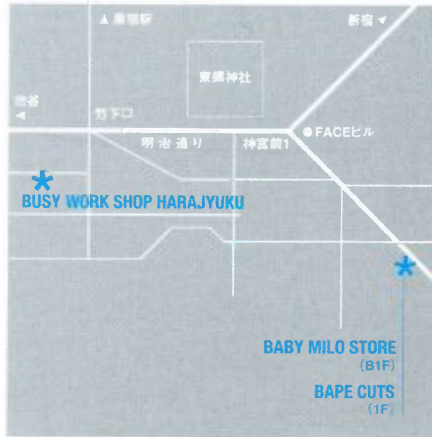 ▲原宿駅
新宿◀
東郷神社
渋谷
◀
竹下口
明治通り
神宮前1
●FACEビル
BUSY WORK SHOP HARAJYUKU
BABY MILO STORE
(B1F)
BAPE CUTS
(1F)